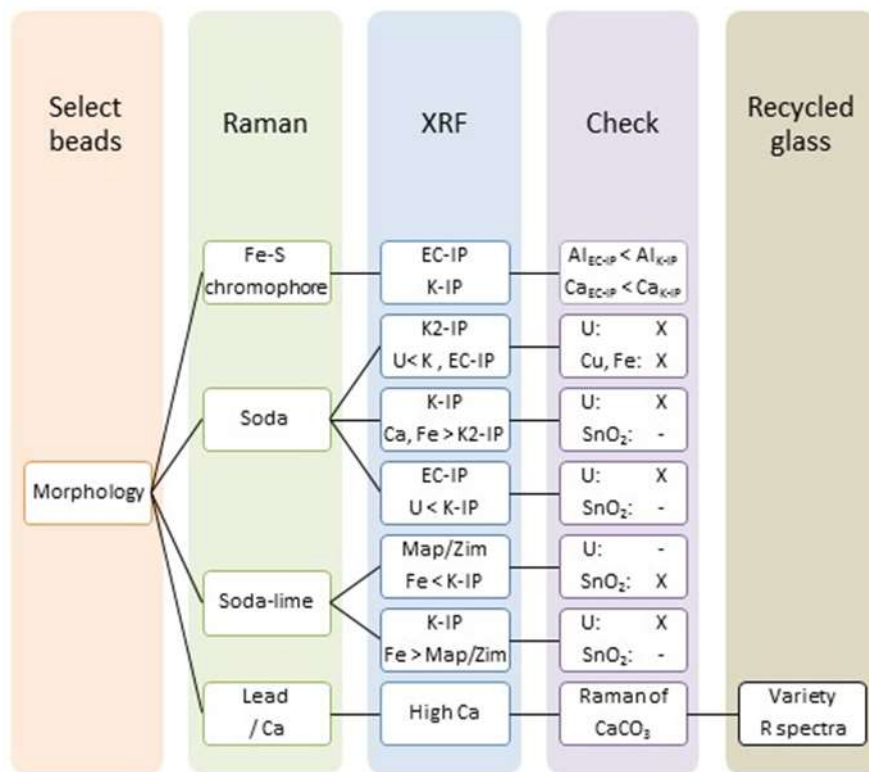 Select
beads
Raman
XRF
Check
Recycled
glass
Fe-S
chromophore
EC-IP
K-IP
Al_EC-IP < Al_K-IP
Ca_EC-IP < Ca_K-IP
K2-IP
U< K , EC-IP
U: X
Cu, Fe: X
Soda
K-IP
Ca, Fe > K2-IP
U: X
SnO₂: -
EC-IP
U < K-IP
U: X
SnO₂: -
Morphology
Map/Zim
Fe < K-IP
U: -
SnO₂: X
Soda-lime
K-IP
Fe > Map/Zim
U: X
SnO₂: -
Lead
/ Ca
High Ca
Raman of
CaCO₃
Variety
R spectra